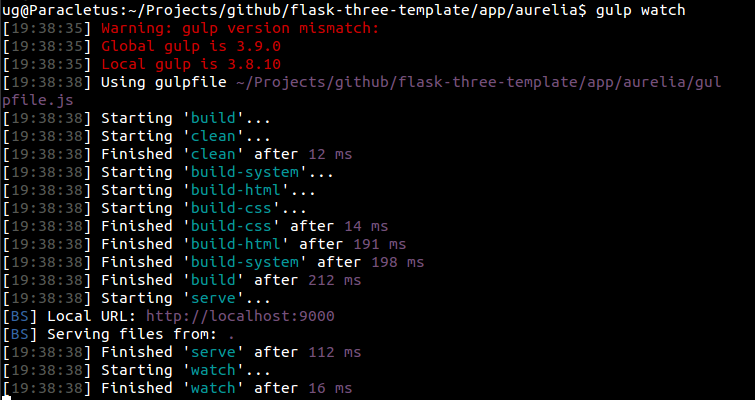 ug@Paracletus:~/Projects/github/flask-three-template/app/aurelia$ gulp watch
[19:38:35] Warning: gulp version mismatch:
[19:38:35] Global gulp is 3.9.0
[19:38:35] Local gulp is 3.8.10
[19:38:38] Using gulpfile ~/Projects/github/flask-three-template/app/aurelia/gul
pfile.js
[19:38:38] Starting 'build'...
[19:38:38] Starting 'clean'...
[19:38:38] Finished 'clean' after 12 ms
[19:38:38] Starting 'build-system'...
[19:38:38] Starting 'build-html'...
[19:38:38] Starting 'build-css'...
[19:38:38] Finished 'build-css' after 14 ms
[19:38:38] Finished 'build-html' after 191 ms
[19:38:38] Finished 'build-system' after 198 ms
[19:38:38] Finished 'build' after 212 ms
[19:38:38] Starting 'serve'...
[BS] Local URL: http://localhost:9000
[BS] Serving files from: .
[19:38:38] Finished 'serve' after 112 ms
[19:38:38] Starting 'watch'...
[19:38:38] Finished 'watch' after 16 ms